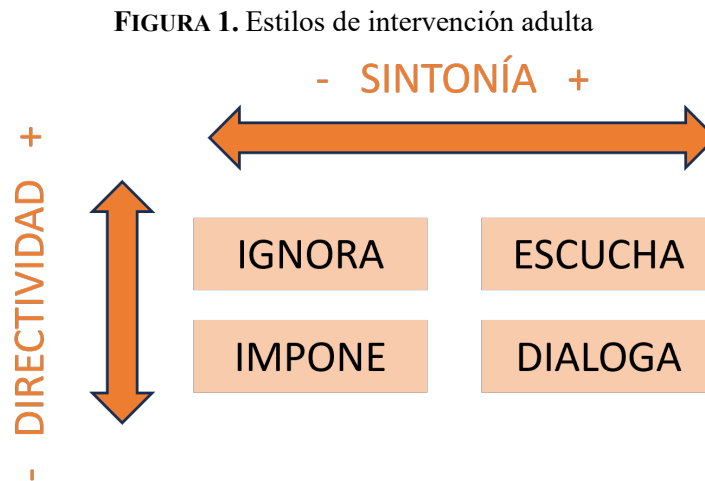 FIGURA 1. Estilos de intervención adulta
- SINTONÍA +
- DIRECTIVIDAD +
IGNORA ESCUCHA
IMPONE DIALOGA